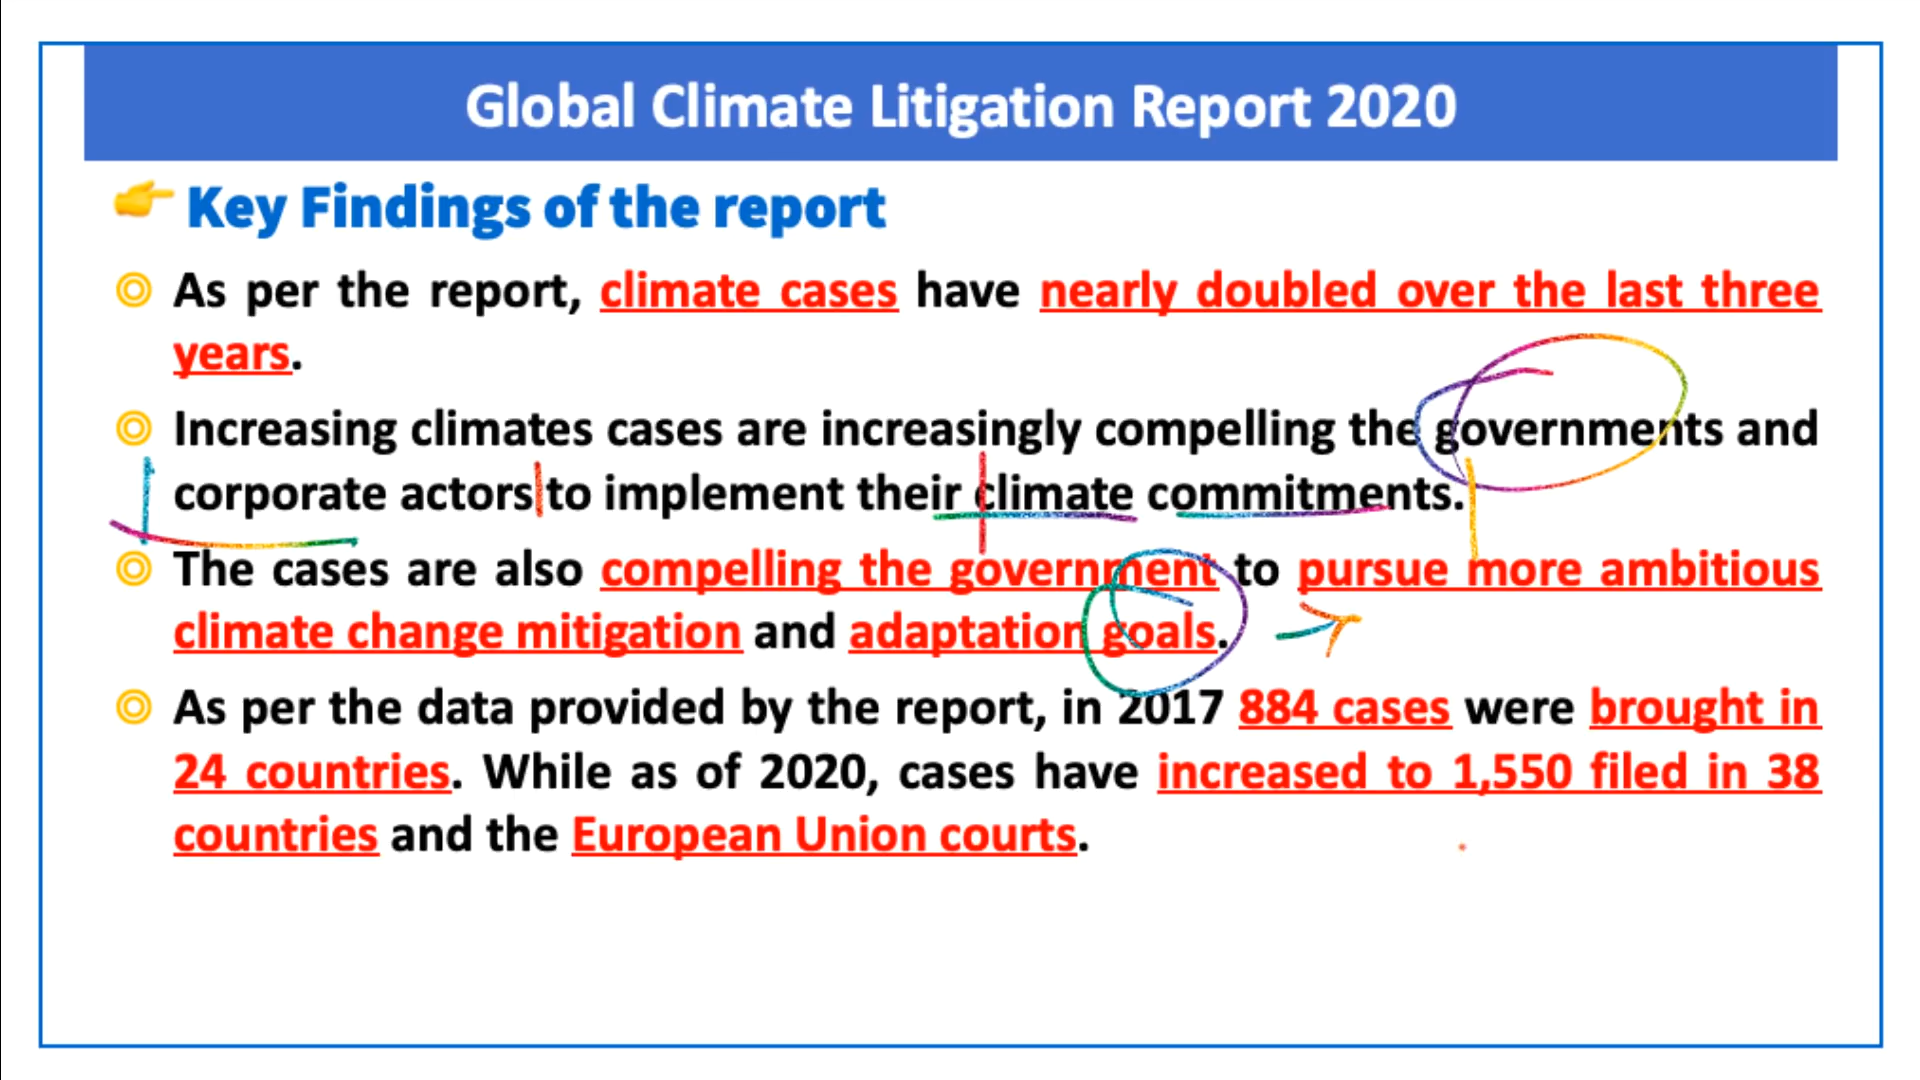 Global Climate Litigation Report 2020
Key Findings of the report
As per the report, climate cases have nearly doubled over the last three
years.
Increasing climates cases are increasingly compelling the governments and
corporate actors to implement their climate commitments.
The cases are also compelling the government to pursue more ambitious
climate change mitigation and adaptation goals.
As per the data provided by the report, in 2017 884 cases were brought in
24 countries. While as of 2020, cases have increased to 1,550 filed in 38
countries and the European Union courts.